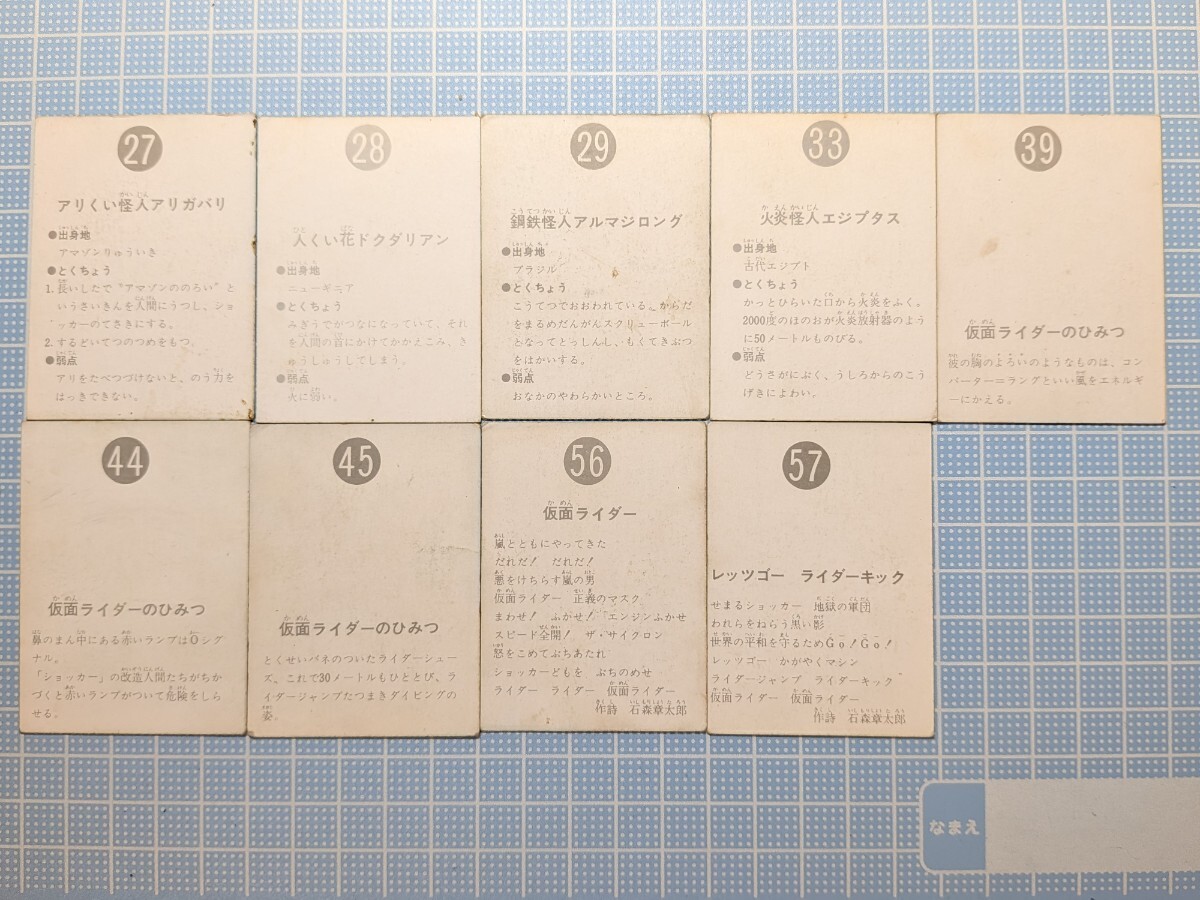 27
アリくい怪人アリガバリ
●出身地
アマゾンりゅういき
●とくちょう
1.長いしたで"アマゾンののろい"と
いうさいきんを人間にうつし、ショ
ッカーのてさきにする。
2.するどいてつのつめをもつ。
●弱点
アリをたべつづけないと、のう力を
はっきできない。
28
人くい花ドクダリアン
●出身地
ニューギニア
●とくちょう
みぎうでがつなになっていて、それ
を人間の首にかけてかかえこみ、き
ゅうしゅうしてしまう。
●弱点
火に弱い。
29
鋼鉄怪人アルマジロング
●出身地
ブラジル
●とくちょう
こうてつでおおわれている。からだ
をまるめだんがんスクリューボール
となってとっしんし、もくてきぶつ
をはかいする。
●弱点
おなかのやわらかいところ。
33
火炎怪人エジプタス
●出身地
古代エジプト
●とくちょう
かっとひらいた口から火炎をふく。
2000度のほのおが火炎放射器のよう
に50メートルものびる。
●弱点
どうさがにぶく、うしろからのこう
げきによわい。
39
仮面ライダーのひみつ
彼の胸のよろいのようなものは、コン
バーター=ラングといい風をエネルギ
ーにかえる。
44
仮面ライダーのひみつ
鼻のまん中にある赤いランプはOシグ
ナル。
「ショッカー」の改造人間たちがちか
づくと赤いランプがついて危険をしら
せる。
45
仮面ライダーのひみつ
とくせいバネのついたライダーシュー
ズ、これで30メートルもひととび、ラ
イダージャンプたつまきダイビングの
姿。
56
仮面ライダー
嵐とともにやってきた
だれだ! だれだ!
悪をけちらす嵐の男
仮面ライダー 正義のマスク
まわせ! ふかせ! エンジンふかせ
スピード全開! ザ・サイクロン
怒をこめてぶちあたれ
ショッカーどもを ぶちのめせ
ライダー ライダー 仮面ライダー
作詩 石森章太郎
57
レッツゴー ライダーキック
せまるショッカー 地獄の軍団
われらをねらう黒い影
世界の平和を守るためGo!Go!
レッツゴー かがやくマシン
ライダージャンプ ライダーキック
仮面ライダー 仮面ライダー
作詩 石森章太郎
なまえ